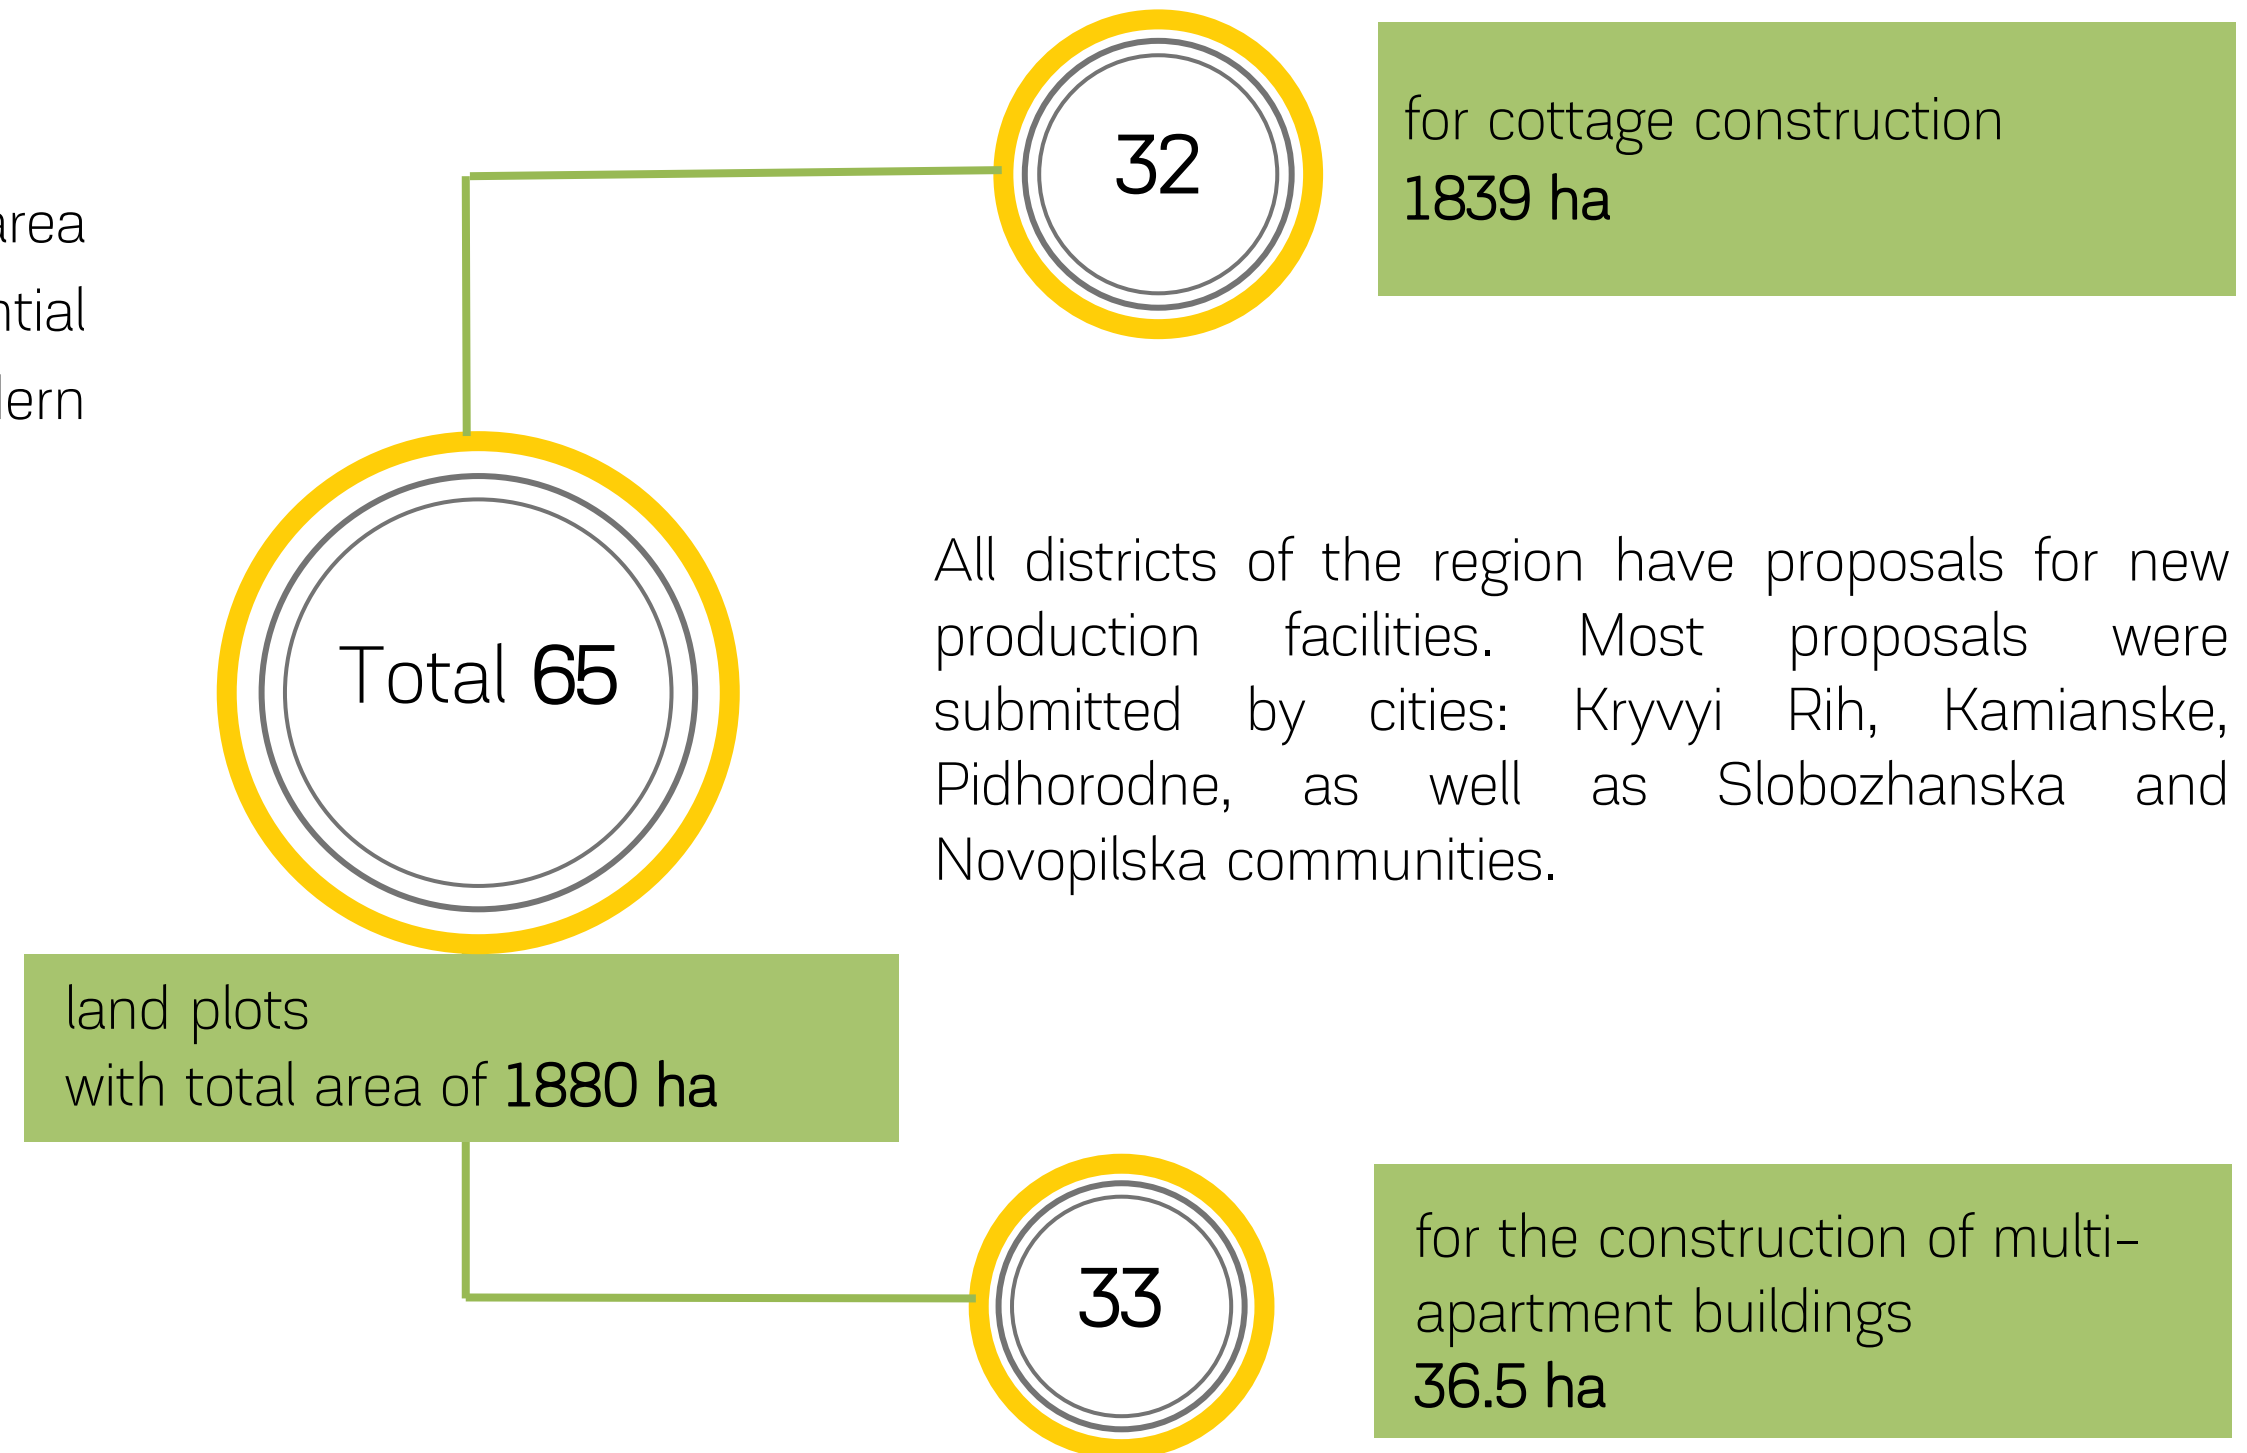 32
for cottage construction
1839 ha
area
Total 65
All districts of the region have proposals for new
production facilities. Most proposals were
submitted by cities: Kryvyi Rih, Kamianske,
Pidhorodne, as well as Slobozhanska and
Novopilska communities.
land plots
with total area of 1880 ha
33
for the construction of multi-
apartment buildings
36.5 ha